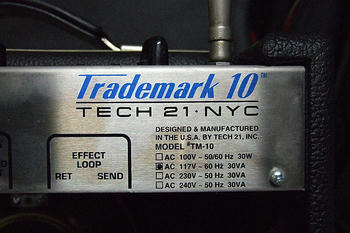 Trademark 10™
TECH 21·NYC
DESIGNED & MANUFACTURED
IN THE U.S.A. BY TECH 21, INC.
MODEL #TM-10
AC 100V - 50/60 Hz 30W
AC 117V - 60 Hz 30VA
AC 230V - 50 Hz 30VA
AC 240V - 50 Hz 30VA
EFFECT
LOOP
RET SEND